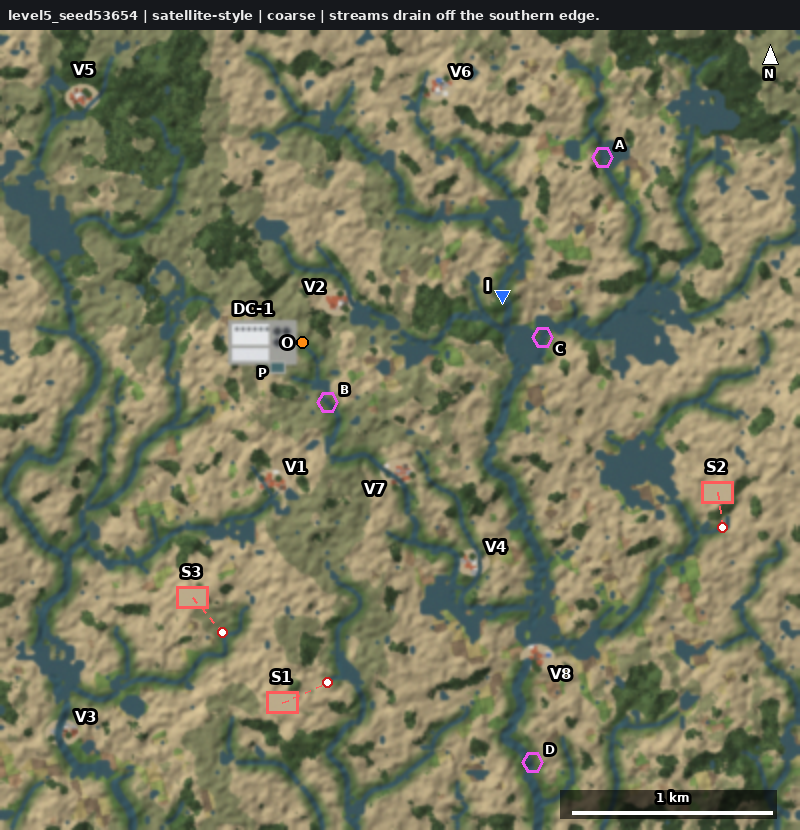 level5_seed53654 | satellite-style | coarse | streams drain off the southern edge.
V5
V6
N
A
I
V2
DC-1
O
C
P
B
V1
V7
S2
V4
S3
S1
V8
V3
D
1 km